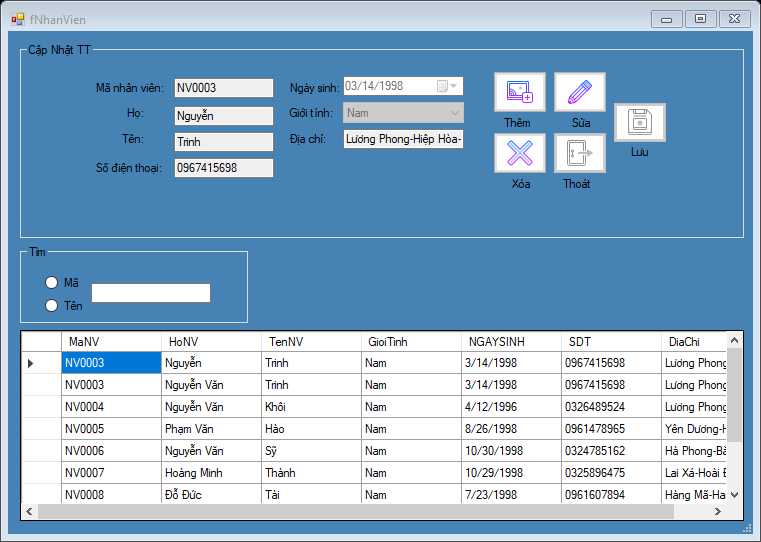 fNhanVien
Cập Nhật TT
Mã nhân viên: NV0003 Ngày sinh: 03/14/1998
Họ: Nguyễn Giới tính: Nam
Tên: Trinh Địa chỉ: Lương Phong-Hiệp Hòa-
Số điện thoại: 0967415698
Thêm Sửa
Lưu
Xóa Thoát
Tìm
Mã
Tên
MaNV HoNV TenNV GioiTinh NGAYSINH SDT DiaChi
NV0003 Nguyễn Trinh Nam 3/14/1998 0967415698 Lương Phong
NV0003 Nguyễn Văn Trinh Nam 3/14/1998 0967415698 Lương Phong
NV0004 Nguyễn Văn Khôi Nam 4/12/1996 0326489524 Lương Phong
NV0005 Phạm Văn Hào Nam 8/26/1998 0961478965 Yên Dương-H
NV0006 Nguyễn Văn Sỹ Nam 10/30/1998 0324785162 Hà Phong-Bà
NV0007 Hoàng Minh Thành Nam 10/29/1998 0325896475 Lai Xá-Hoài Đ
NV0008 Đỗ Đức Tài Nam 7/23/1998 0961607894 Hàng Mã-Ha